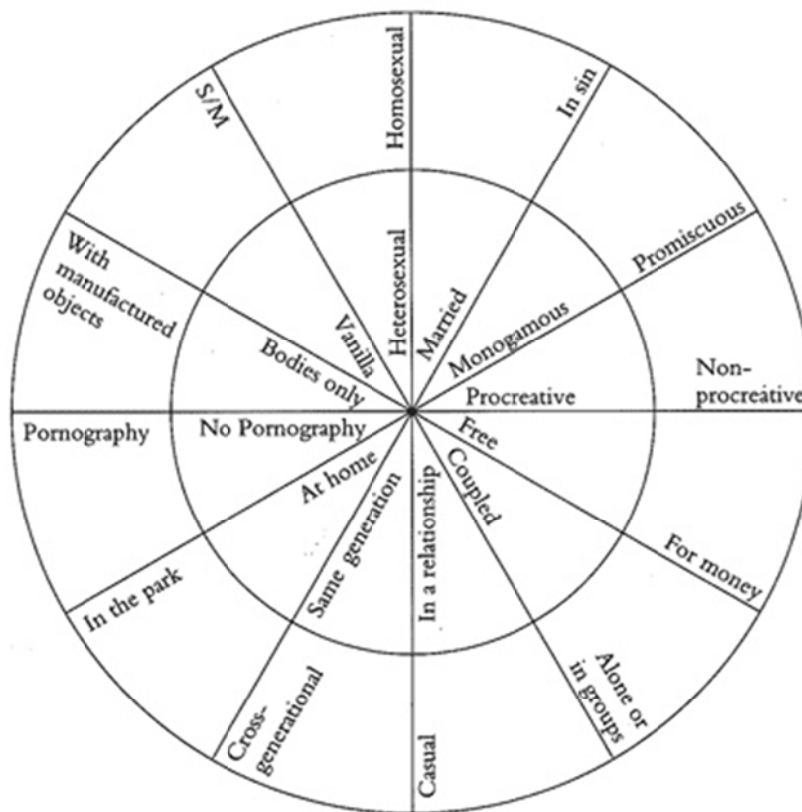 Homosexual
Heterosexual
In sin
Married
Promiscuous
Monogamous
Non-
procreative
Procreative
For money
Free
Alone or
in groups
Coupled
Casual
In a relationship
Cross-
generational
Same generation
In the park
At home
Pornography
No Pornography
With
manufactured
objects
Bodies only
S/M
Vanilla